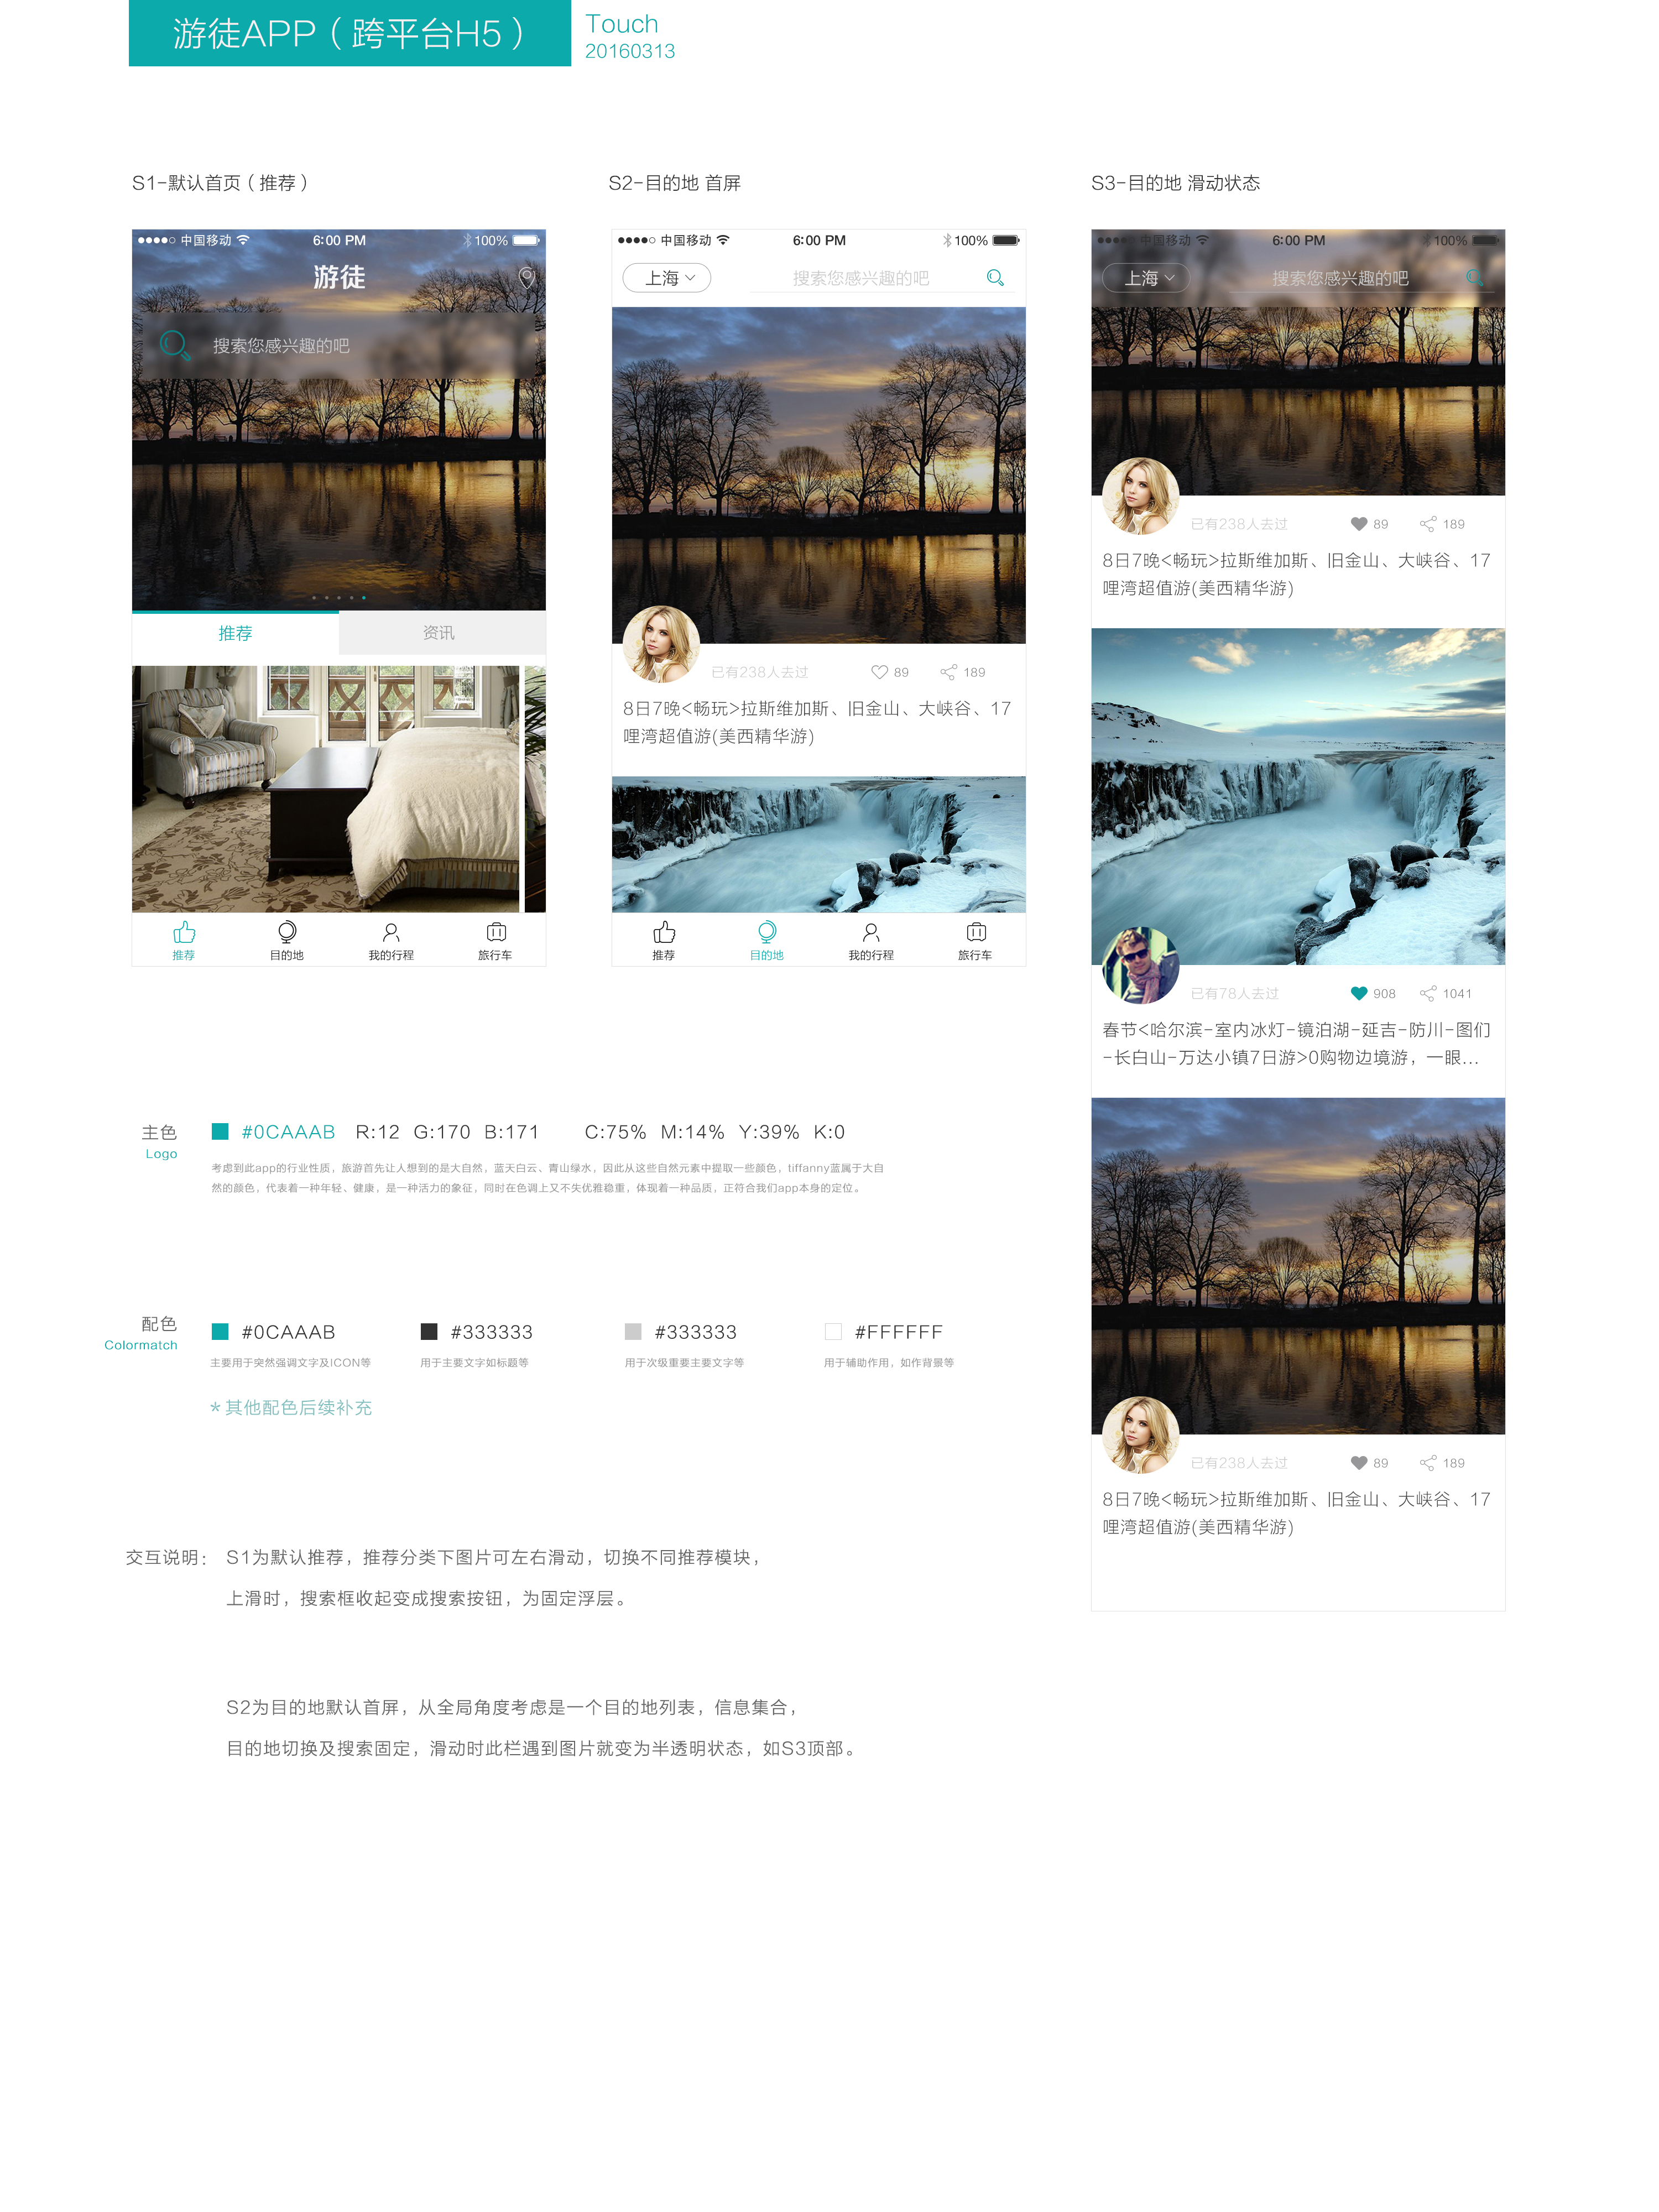 游徒APP（跨平台H5）
Touch
20160313
S1-默认首页（推荐）
中国移动
6:00 PM
100%
游徒
搜索您感兴趣的吧
推荐
资讯
推荐
目的地
我的行程
旅行车
S2-目的地 首屏
中国移动
6:00 PM
100%
上海
搜索您感兴趣的吧
已有238人去过
89
189
8日7晚<畅玩>拉斯维加斯、旧金山、大峡谷、17
哩湾超值游(美西精华游)
推荐
目的地
我的行程
旅行车
S3-目的地 滑动状态
中国移动
6:00 PM
100%
上海
搜索您感兴趣的吧
已有238人去过
89
189
8日7晚<畅玩>拉斯维加斯、旧金山、大峡谷、17
哩湾超值游(美西精华游)
已有78人去过
908
1041
春节<哈尔滨-室内冰灯-镜泊湖-延吉-防川-图们
-长白山-万达小镇7日游>0购物边境游，一眼...
已有238人去过
89
189
8日7晚<畅玩>拉斯维加斯、旧金山、大峡谷、17
哩湾超值游(美西精华游)
主色
Logo
#0CAAAB R:12 G:170 B:171 C:75% M:14% Y:39% K:0
考虑到此app的行业性质，旅游首先让人想到的是大自然，蓝天白云、青山绿水，因此从这些自然元素中提取一些颜色，tiffanny蓝属于大自
然的颜色，代表着一种年轻、健康，是一种活力的象征，同时在色调上又不失优雅稳重，体现着一种品质，正符合我们app本身的定位。
配色
Colormatch
#0CAAAB
主要用于突然强调文字及ICON等
#333333
用于主要文字如标题等
#333333
用于次级重要主要文字等
#FFFFFF
用于辅助作用，如作背景等
*其他配色后续补充
交互说明： S1为默认推荐，推荐分类下图片可左右滑动，切换不同推荐模块，
上滑时，搜索框收起变成搜索按钮，为固定浮层。
S2为目的地默认首屏，从全局角度考虑是一个目的地列表，信息集合，
目的地切换及搜索固定，滑动时此栏遇到图片就变为半透明状态，如S3顶部。